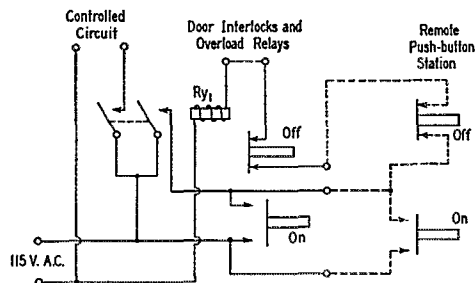 Controlled
Circuit
Door Interlocks and
Overload Relays
Remote
Push-button
Station
Ry1
Off
Off
On
On
115 V. A.C.